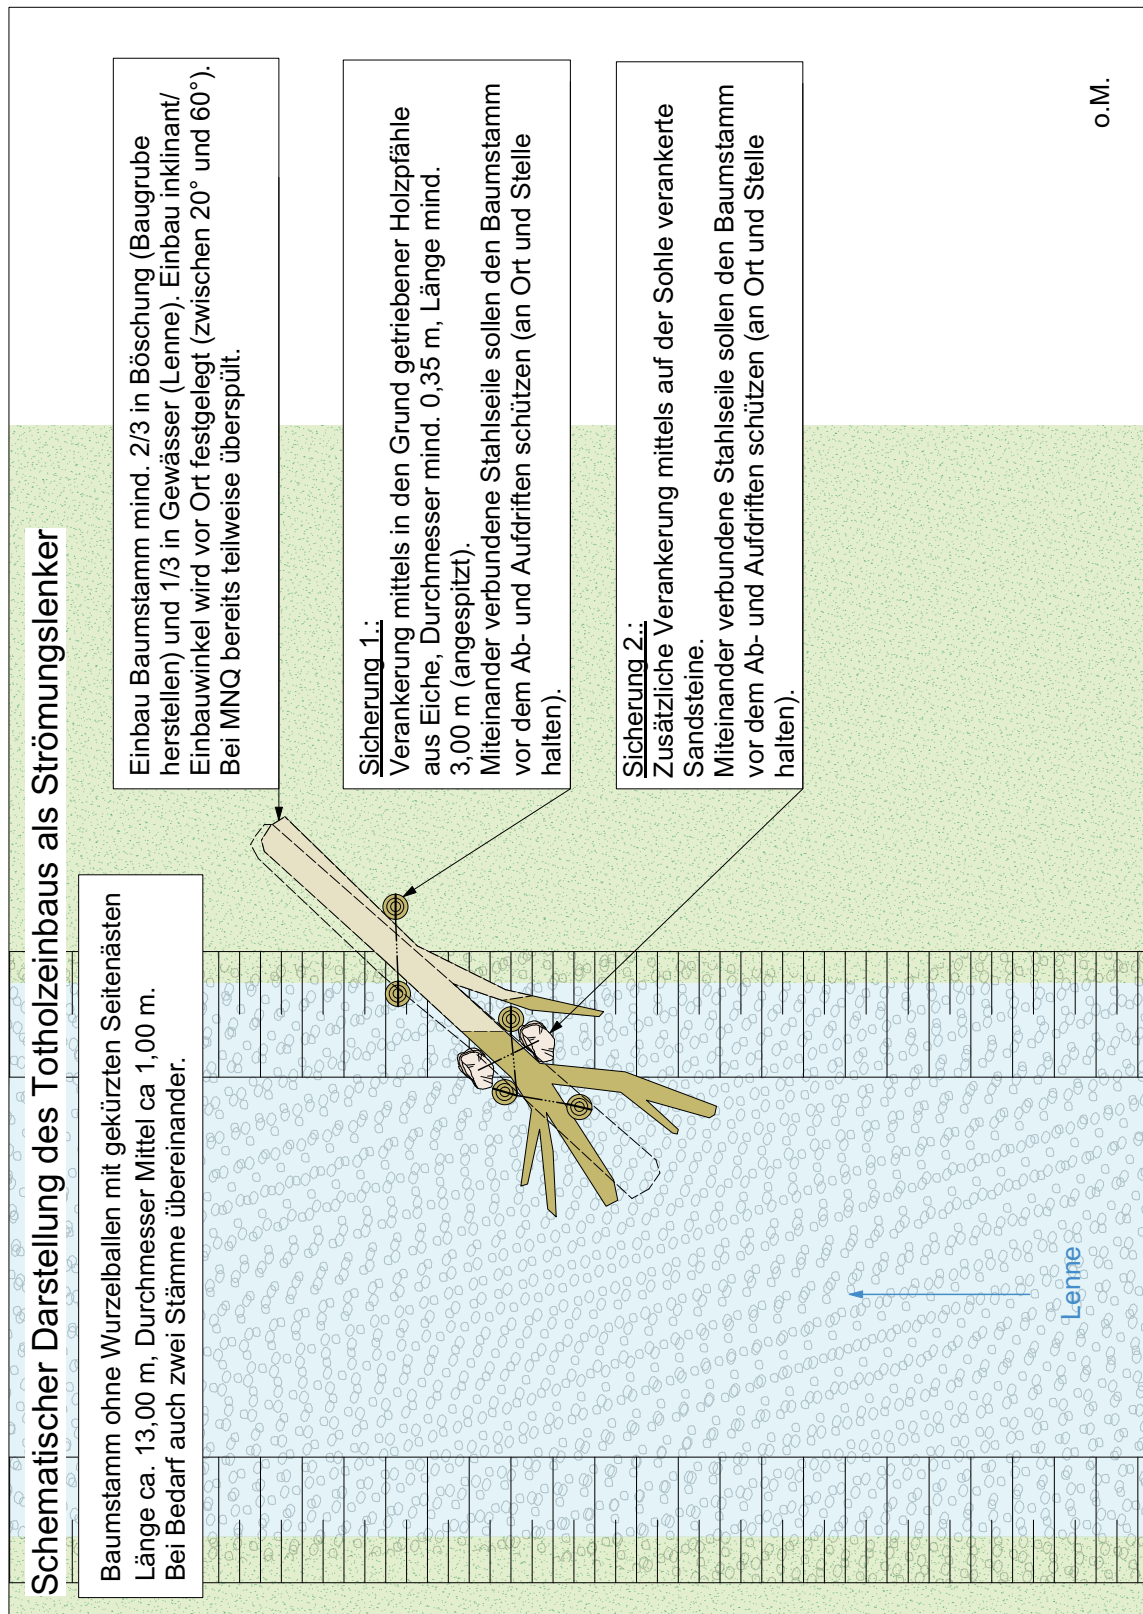 Schematischer Darstellung des Totholzeinbaus als Strömungslenker
Baumstamm ohne Wurzelballen mit gekürzten Seitenästen
Länge ca. 13,00 m, Durchmesser Mittel ca 1,00 m.
Bei Bedarf auch zwei Stämme übereinander.
Einbau Baumstamm mind. 2/3 in Böschung (Baugrube
herstellen) und 1/3 in Gewässer (Lenne). Einbau inklinant/
Einbauwinkel wird vor Ort festgelegt (zwischen 20° und 60°).
Bei MNQ bereits teilweise überspült.
Sicherung 1.:
Verankerung mittels in den Grund getriebener Holzpfähle
aus Eiche, Durchmesser mind. 0,35 m, Länge mind.
3,00 m (angespitzt).
Miteinander verbundene Stahlseile sollen den Baumstamm
vor dem Ab- und Aufdriften schützen (an Ort und Stelle
halten).
Sicherung 2.:
Zusätzliche Verankerung mittels auf der Sohle verankerte
Sandsteine.
Miteinander verbundene Stahlseile sollen den Baumstamm
vor dem Ab- und Aufdriften schützen (an Ort und Stelle
halten).
Lenne
o.M.